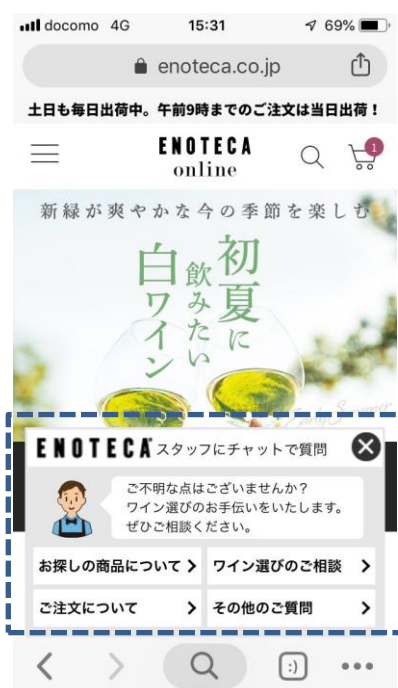 docomo 4G 15:31 69%
enoteca.co.jp
土日も毎日出荷中。午前9時までのご注文は当日出荷！
ENOTECA
online
1
新緑が爽やかな今の季節を楽しむ
初夏に
飲みたい
白ワイン
Early Summer
ENOTECA スタッフにチャットで質問
ご不明な点はございませんか？
ワイン選びのお手伝いをいたします。
ぜひご相談ください。
お探しの商品について
ワイン選びのご相談
ご注文について
その他のご質問
:)